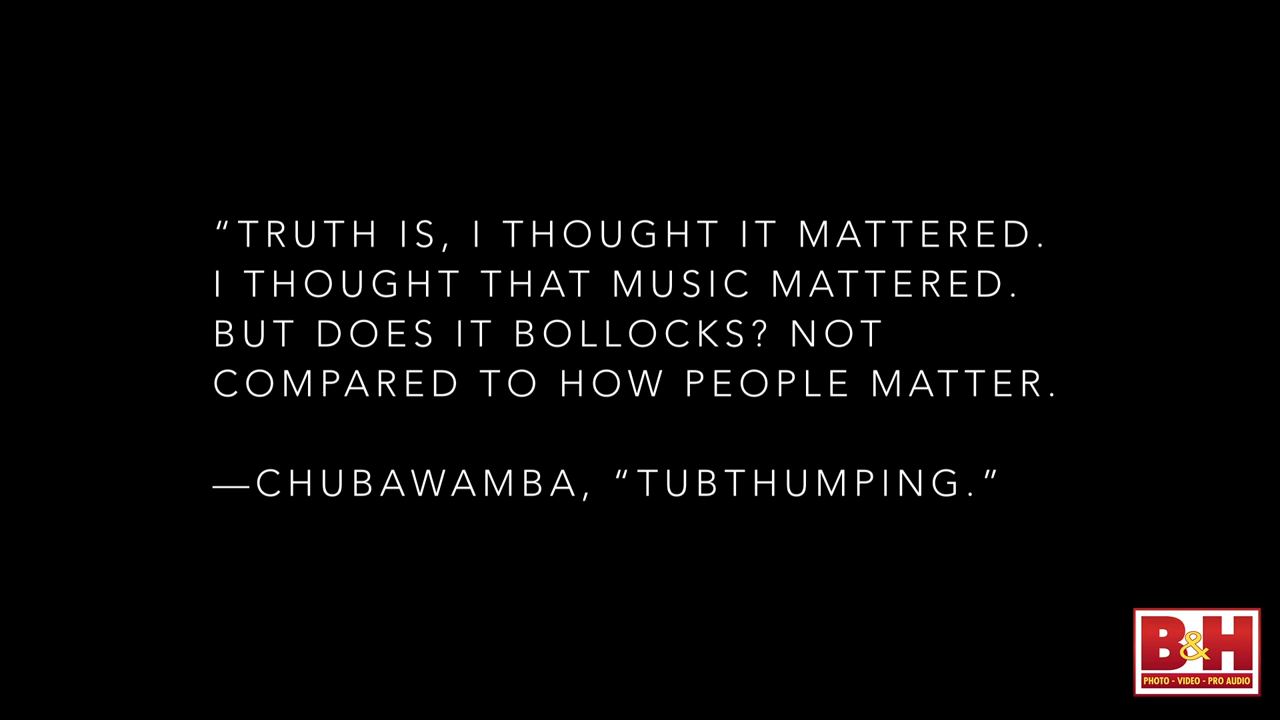 “TRUTH IS, I THOUGHT IT MATTERED.
I THOUGHT THAT MUSIC MATTERED.
BUT DOES IT BOLLOCKS? NOT
COMPARED TO HOW PEOPLE MATTER.
—CHUBAWAMBA, “TUBTHUMPING.”
B&H
PHOTO - VIDEO - PRO AUDIO